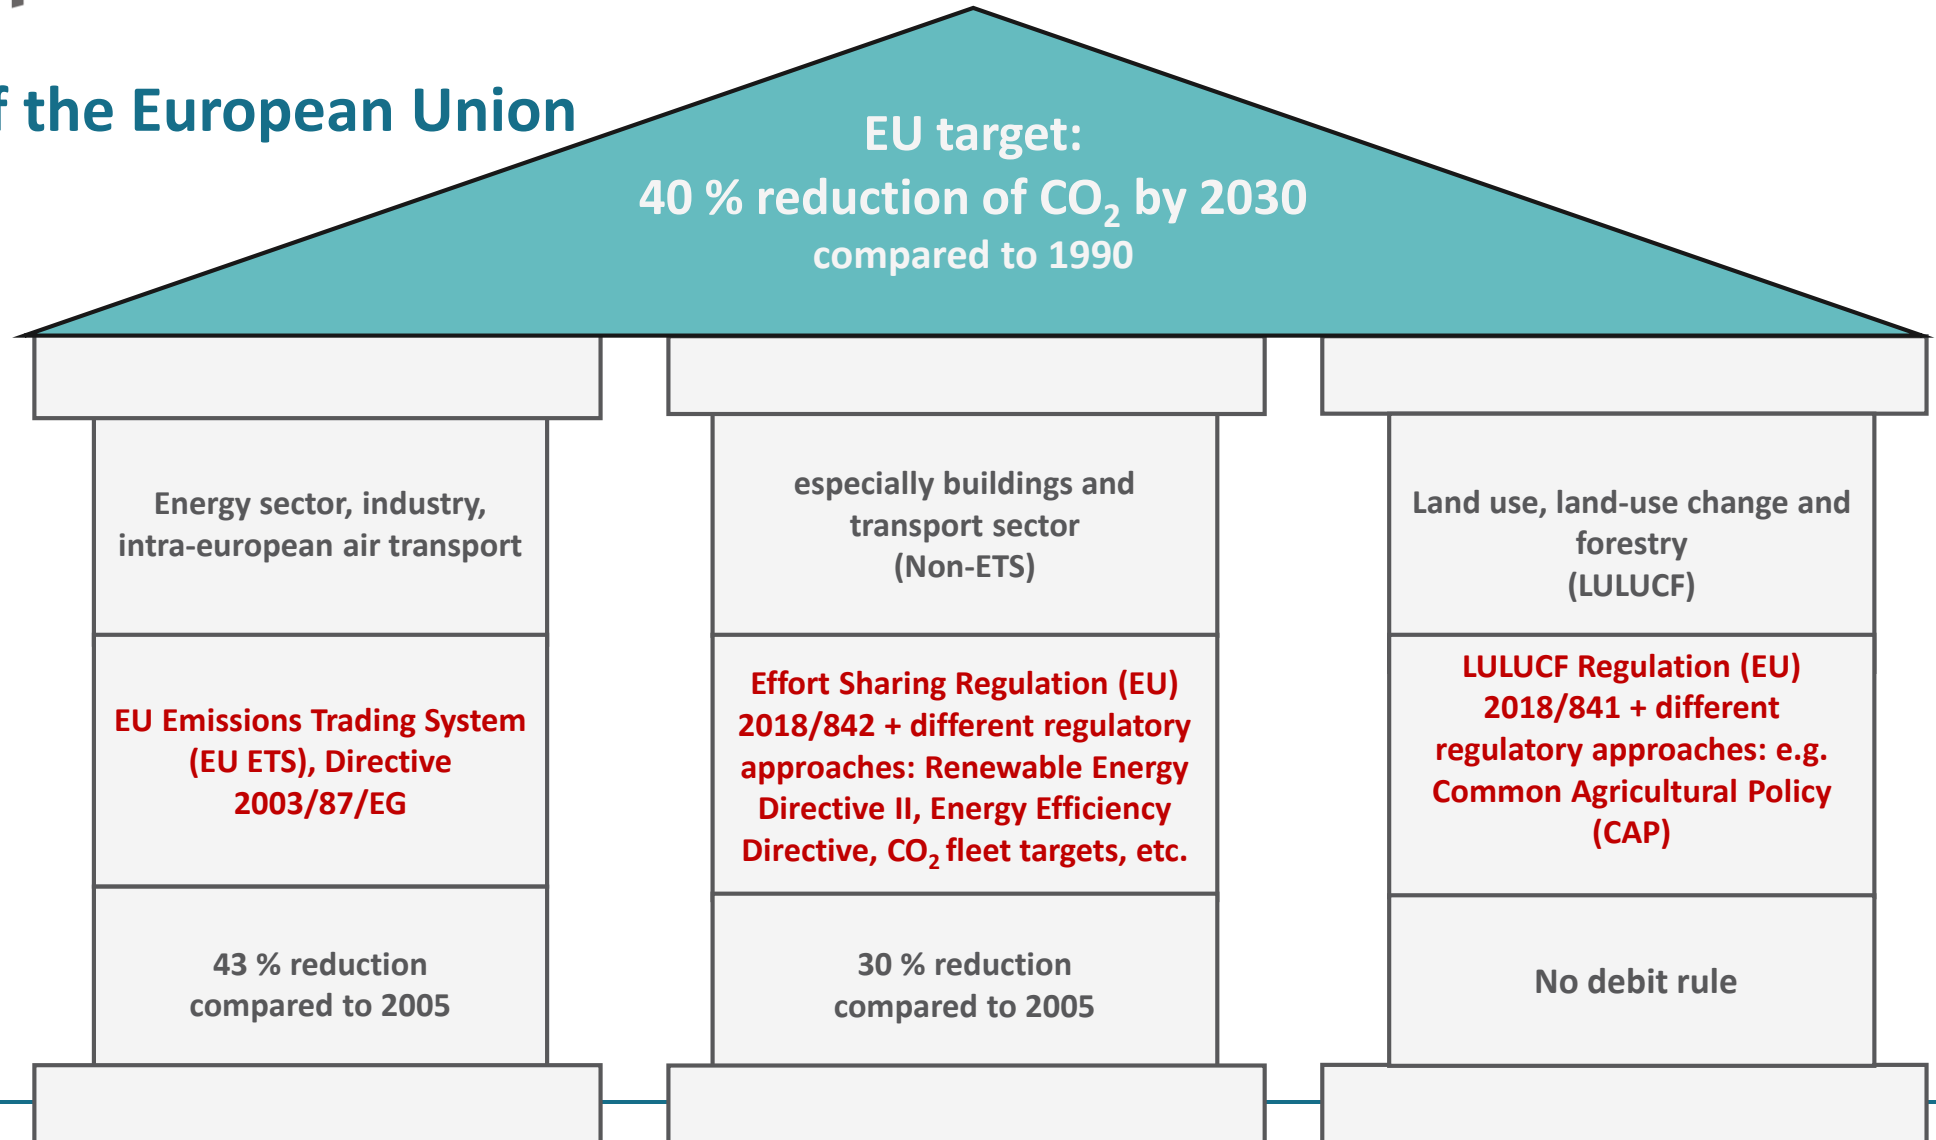 f the European Union
EU target:
40 % reduction of CO₂ by 2030
compared to 1990
Energy sector, industry,
intra-european air transport
EU Emissions Trading System
(EU ETS), Directive
2003/87/EG
43 % reduction
compared to 2005
especially buildings and
transport sector
(Non-ETS)
Effort Sharing Regulation (EU)
2018/842 + different regulatory
approaches: Renewable Energy
Directive II, Energy Efficiency
Directive, CO₂ fleet targets, etc.
30 % reduction
compared to 2005
Land use, land-use change and
forestry
(LULUCF)
LULUCF Regulation (EU)
2018/841 + different
regulatory approaches: e.g.
Common Agricultural Policy
(CAP)
No debit rule